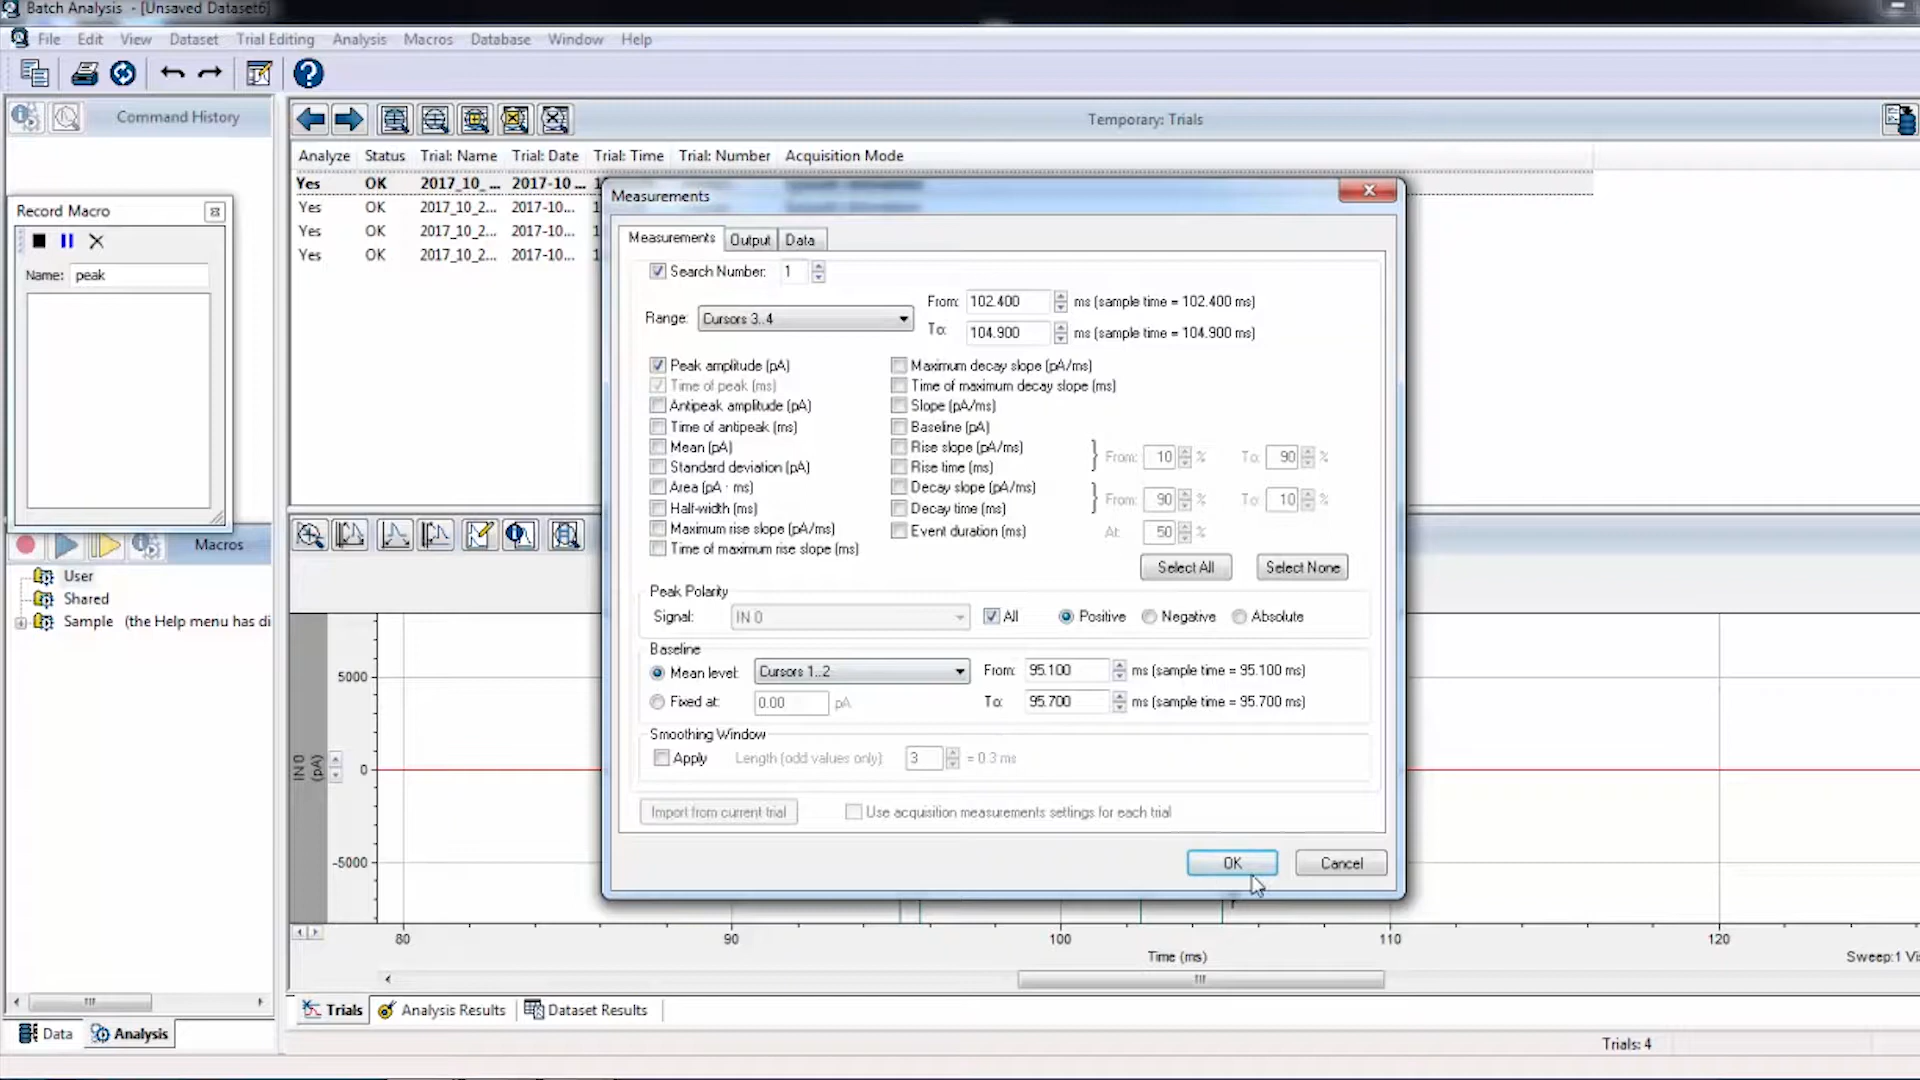 Batch Analysis - [Unsaved Dataset6]
File Edit View Dataset Trial Editing Analysis Macros Database Window Help
Command History
Temporary: Trials
Analyze Status Trial: Name Trial: Date Trial: Time Trial: Number Acquisition Mode
Yes OK 2017_10_ ... 2017-10 ...
Yes OK 2017_10_2... 2017-10...
Yes OK 2017_10_2... 2017-10...
Yes OK 2017_10_2... 2017-10...
Record Macro
Name: peak
Macros
User
Shared
Sample (the Help menu has di
Measurements
Measurements Output Data
Search Number: 1
Range: Cursors 3..4
From: 102.400 ms (sample time = 102.400 ms)
To: 104.900 ms (sample time = 104.900 ms)
Peak amplitude (pA)
Time of peak (ms)
Antipeak amplitude (pA)
Time of antipeak (ms)
Mean (pA)
Standard deviation (pA)
Area (pA · ms)
Half-width (ms)
Maximum rise slope (pA/ms)
Time of maximum rise slope (ms)
Maximum decay slope (pA/ms)
Time of maximum decay slope (ms)
Slope (pA/ms)
Baseline (pA)
Rise slope (pA/ms)
Rise time (ms)
} From: 10 % To: 90 %
Decay slope (pA/ms)
Decay time (ms)
} From: 90 % To: 10 %
Event duration (ms) At: 50 %
Select All Select None
Peak Polarity
Signal: IN 0 All Positive Negative Absolute
Baseline
Mean level: Cursors 1..2 From: 95.100 ms (sample time = 95.100 ms)
Fixed at: 0.00 pA To: 95.700 ms (sample time = 95.700 ms)
Smoothing Window
Apply Length (odd values only) 3 = 0.3 ms
Import from current trial Use acquisition measurements settings for each trial
OK Cancel
IN 0
(pA)
5000
0
-5000
80 90 100 110 120
Time (ms)
Sweep:1 Vi
Trials Analysis Results Dataset Results
Data Analysis
Trials: 4